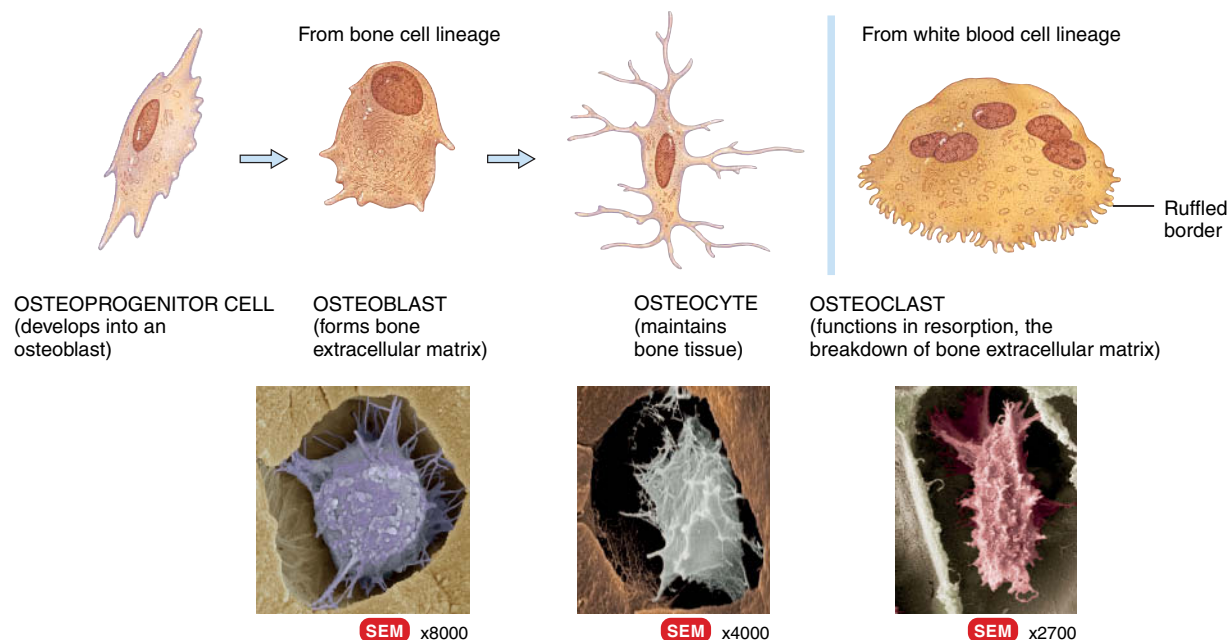 From bone cell lineage
From white blood cell lineage
Ruffled
border
OSTEOPROGENITOR CELL
(develops into an
osteoblast)
OSTEOBLAST
(forms bone
extracellular matrix)
OSTEOCYTE
(maintains
bone tissue)
OSTEOCLAST
(functions in resorption, the
breakdown of bone extracellular matrix)
SEM x8000
SEM x4000
SEM x2700